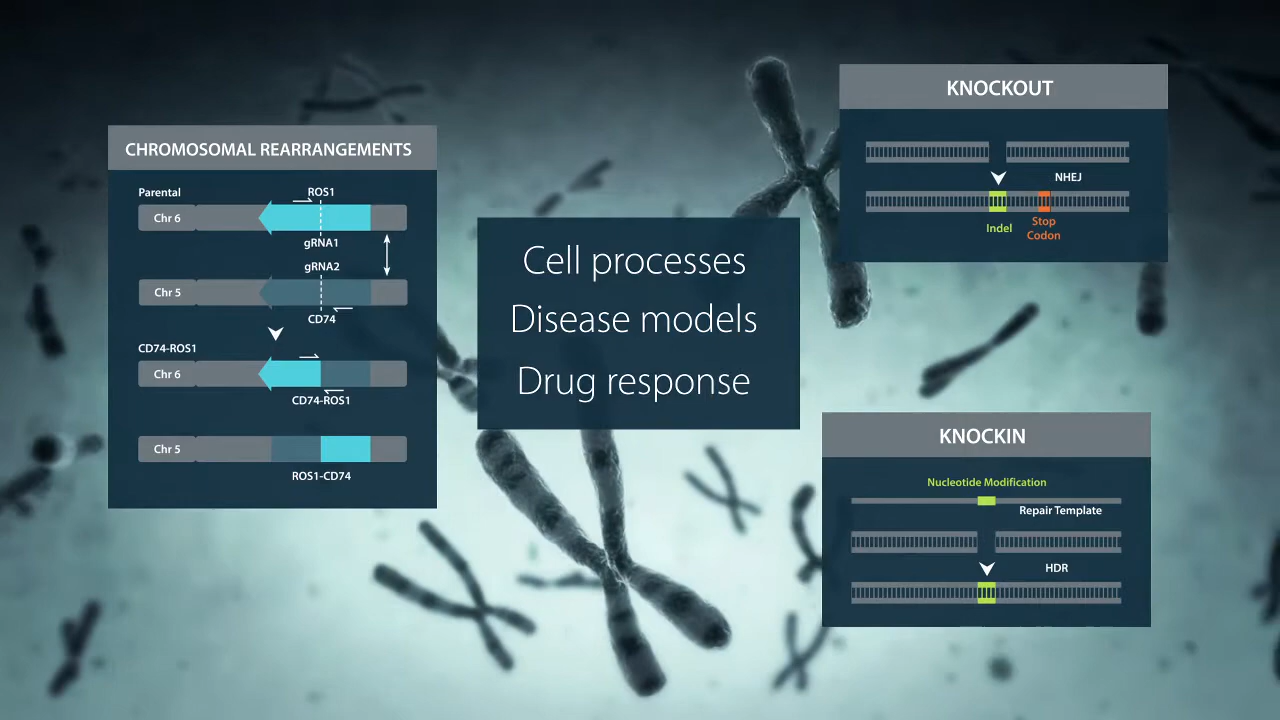 CHROMOSOMAL REARRANGEMENTS
Parental
ROS1
Chr 6
gRNA1
gRNA2
Chr 5
CD74
CD74-ROS1
Chr 6
CD74-ROS1
Chr 5
ROS1-CD74
Cell processes
Disease models
Drug response
KNOCKOUT
NHEJ
Indel
Stop
Codon
KNOCKIN
Nucleotide Modification
Repair Template
HDR